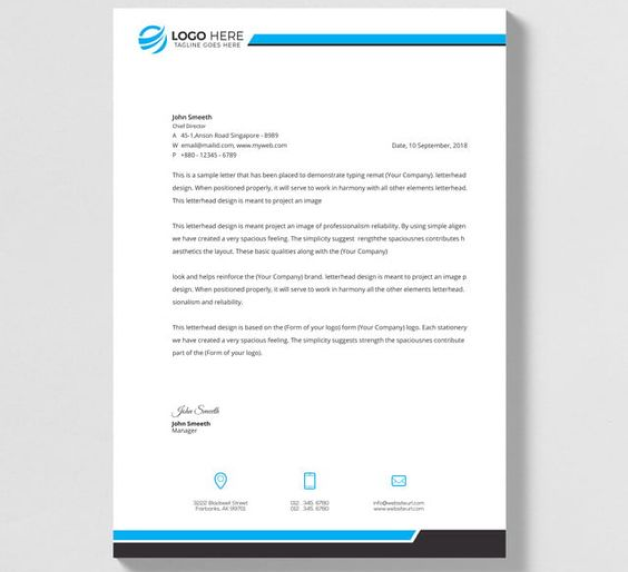 LOGO HERE
TAGLINE GOES HERE
John Smeeth
Chief Director
A 45-1,Anson Road Singapore - 8989
W email@mailid.com, www.myweb.com
P +880 - 12345 - 6789
Date, 10 September, 2018
This is a sample letter that has been placed to demonstrate typing remat (Your Company). letterhead
design. When positioned properly, it will serve to work in harmony with all other elements letterhead.
This letterhead design is meant to project an image
This letterhead design is meant project an image of professionalism reliability. By using simple alignen
we have created a very spacious feeling. The simplicity suggest rengththe spaciousnes contributes h
aesthetics the layout. These basic qualities along with the (Your Company)
look and helps reinforce the (Your Company) brand. letterhead design is meant to project an image p
design. When positioned properly, it will serve to work in harmony all the other elements letterhead.
sionalism and reliability.
This letterhead design is based on the (Form of your logo) form (Your Company) logo. Each stationery
we have created a very spacious feeling. The simplicity suggests strength the spaciousnes contribute
part of the (Form of your logo).
John Smeeth
John Smeeth
Manager
Street
Fairbanks, AK 99701
012 345 6780
012 345 6780
info@websiteurl.com
www.websiteurl.com